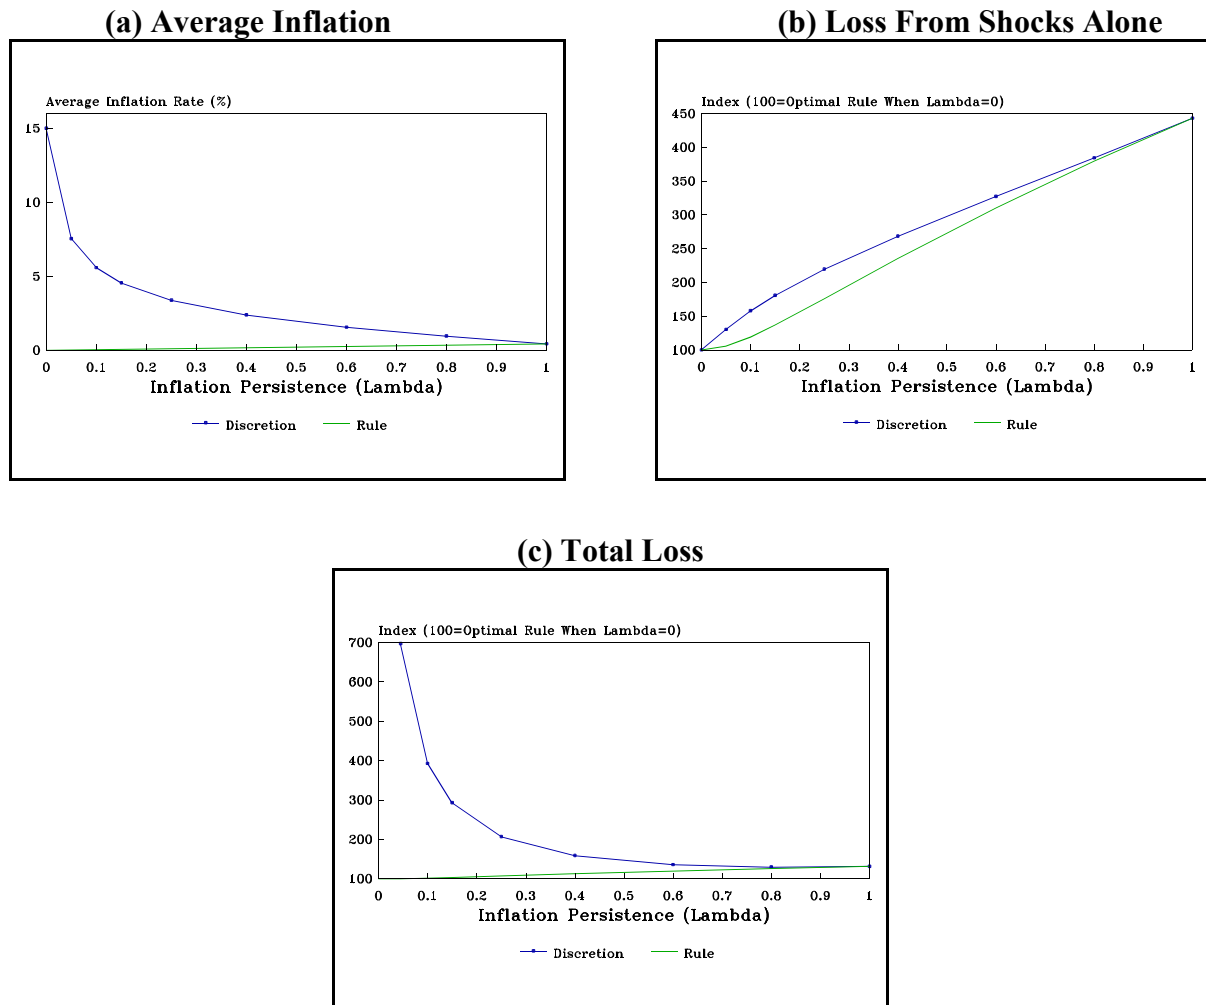 (a) Average Inflation
Average Inflation Rate (%)
15
10
5
0
0 0.1 0.2 0.3 0.4 0.5 0.6 0.7 0.8 0.9 1
Inflation Persistence (Lambda)
Discretion Rule
(b) Loss From Shocks Alone
Index (100=Optimal Rule When Lambda=0)
450
400
350
300
250
200
150
100
0 0.1 0.2 0.3 0.4 0.5 0.6 0.7 0.8 0.9 1
Inflation Persistence (Lambda)
Discretion Rule
(c) Total Loss
Index (100=Optimal Rule When Lambda=0)
700
600
500
400
300
200
100
0 0.1 0.2 0.3 0.4 0.5 0.6 0.7 0.8 0.9 1
Inflation Persistence (Lambda)
Discretion Rule